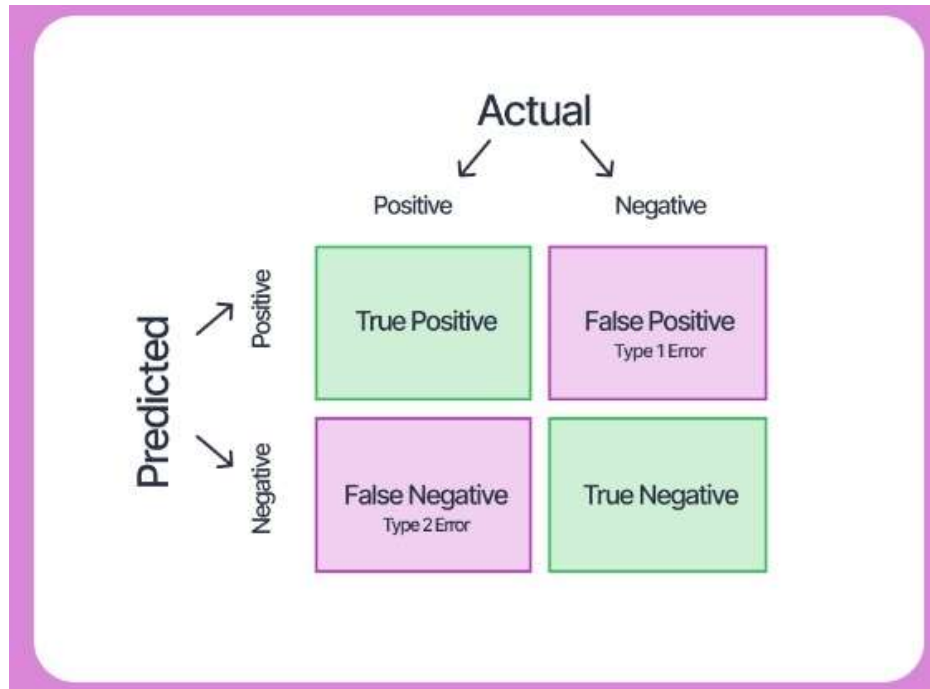 Actual
Positive
Negative
Predicted
Positive
True Positive
False Positive
Type 1 Error
Negative
False Negative
Type 2 Error
True Negative